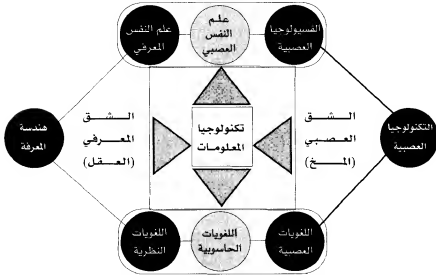 الفسيولوجيا
العصبية
علم
النفس
العصبي
علم النفس
المعرفي
التكنولوجيا
العصبية
الشق
العصبي
(المخ)
تكنولوجيا
المعلومات
الشق
المعرفي
(العقل)
هندسة
المعرفة
اللغويات
العصبية
اللغويات
الحاسوبية
اللغويات
النظرية